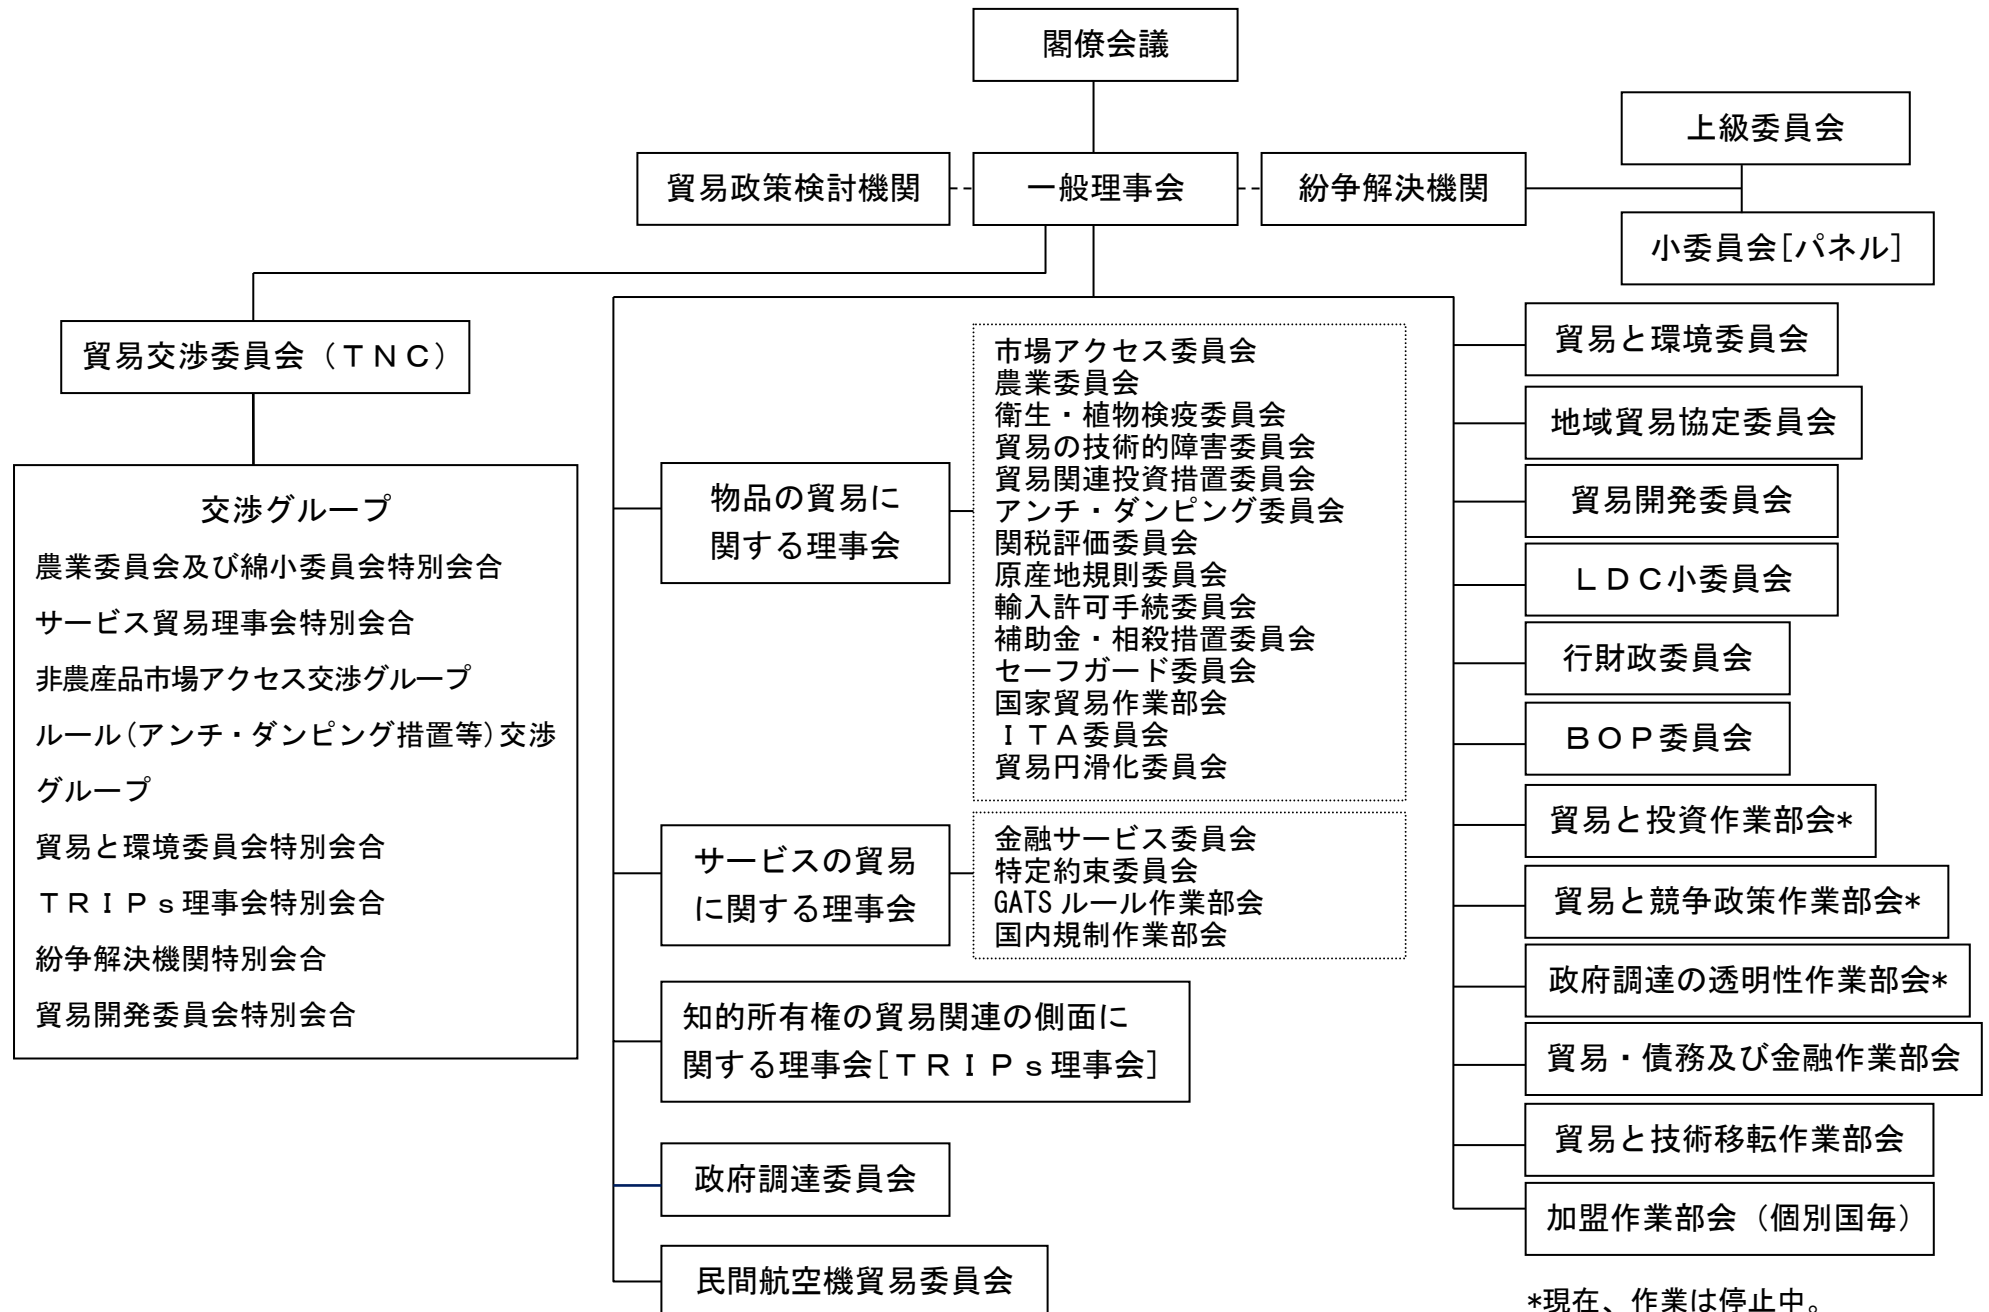 閣僚会議
上級委員会
貿易政策検討機関
一般理事会
紛争解決機関
小委員会[パネル]
貿易交渉委員会（ＴＮＣ）
交渉グループ
農業委員会及び綿小委員会特別会合
サービス貿易理事会特別会合
非農産品市場アクセス交渉グループ
ルール(アンチ・ダンピング措置等)交渉
グループ
貿易と環境委員会特別会合
ＴＲＩＰｓ理事会特別会合
紛争解決機関特別会合
貿易開発委員会特別会合
物品の貿易に
関する理事会
市場アクセス委員会
農業委員会
衛生・植物検疫委員会
貿易の技術的障害委員会
貿易関連投資措置委員会
アンチ・ダンピング委員会
関税評価委員会
原産地規則委員会
輸入許可手続委員会
補助金・相殺措置委員会
セーフガード委員会
国家貿易作業部会
ＩＴＡ委員会
貿易円滑化委員会
サービスの貿易
に関する理事会
金融サービス委員会
特定約束委員会
GATS ルール作業部会
国内規制作業部会
知的所有権の貿易関連の側面に
関する理事会[ＴＲＩＰｓ理事会]
政府調達委員会
民間航空機貿易委員会
貿易と環境委員会
地域貿易協定委員会
貿易開発委員会
ＬＤＣ小委員会
行財政委員会
ＢＯＰ委員会
貿易と投資作業部会*
貿易と競争政策作業部会*
政府調達の透明性作業部会*
貿易・債務及び金融作業部会
貿易と技術移転作業部会
加盟作業部会（個別国毎）
*現在、作業は停止中。